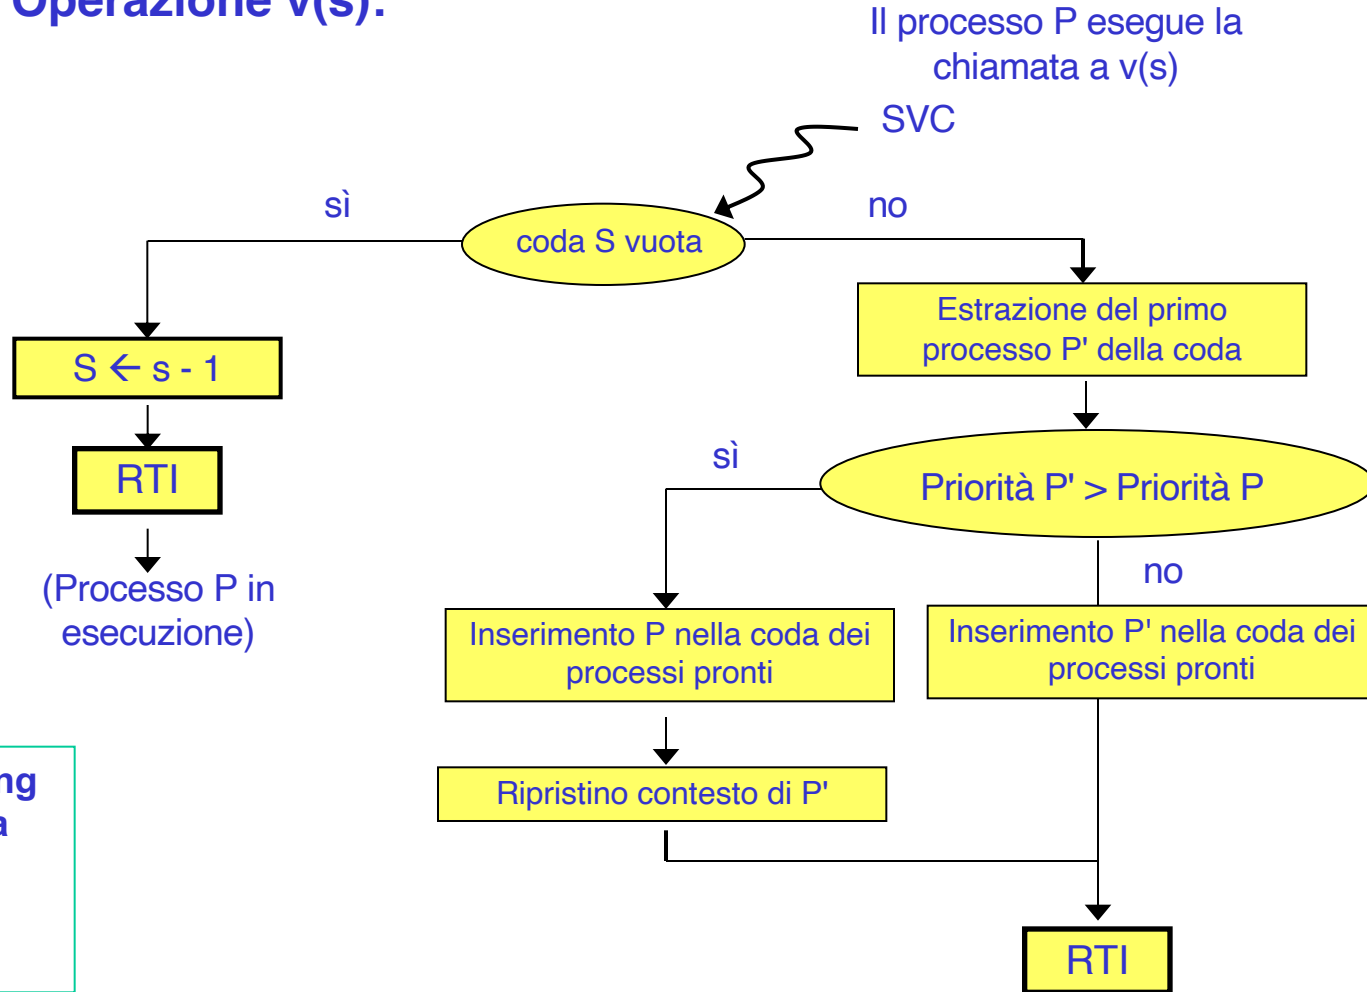 Operazione v(s):
Il processo P esegue la
chiamata a v(s)
SVC
sì
no
coda S vuota
Estrazione del primo
processo P' della coda
S ← s - 1
RTI
(Processo P in
esecuzione)
sì
Priorità P' > Priorità P
no
Inserimento P nella coda dei
processi pronti
Inserimento P' nella coda dei
processi pronti
Ripristino contesto di P'
RTI